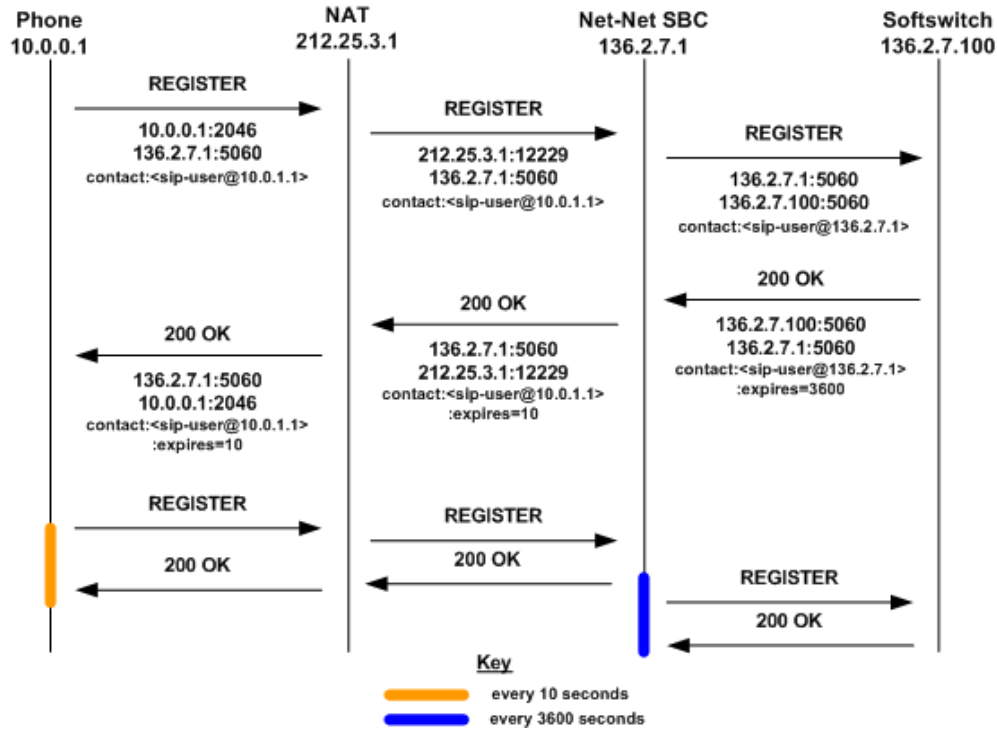 Phone
10.0.0.1
NAT
212.25.3.1
Net-Net SBC
136.2.7.1
Softswitch
136.2.7.100
REGISTER
10.0.0.1:2046
136.2.7.1:5060
contact:<sip-user@10.0.1.1>
REGISTER
212.25.3.1:12229
136.2.7.1:5060
contact:<sip-user@10.0.1.1>
REGISTER
136.2.7.1:5060
136.2.7.100:5060
contact:<sip-user@136.2.7.1>
200 OK
136.2.7.100:5060
136.2.7.1:5060
contact:<sip-user@136.2.7.1>
:expires=3600
200 OK
136.2.7.1:5060
212.25.3.1:12229
contact:<sip-user@10.0.1.1>
:expires=10
200 OK
136.2.7.1:5060
10.0.0.1:2046
contact:<sip-user@10.0.1.1>
:expires=10
REGISTER
REGISTER
200 OK
200 OK
REGISTER
200 OK
Key
every 10 seconds
every 3600 seconds